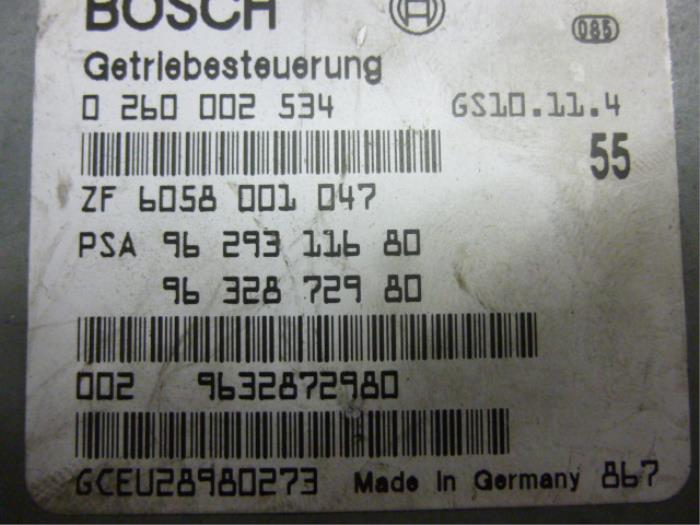 BOSCH
085
Getriebesteuerung
0 260 002 534 GS10.11.4
55
ZF 6058 001 047
PSA 96 293 116 80
96 328 729 80
002 9632872980
GCEU28980273 Made in Germany 867